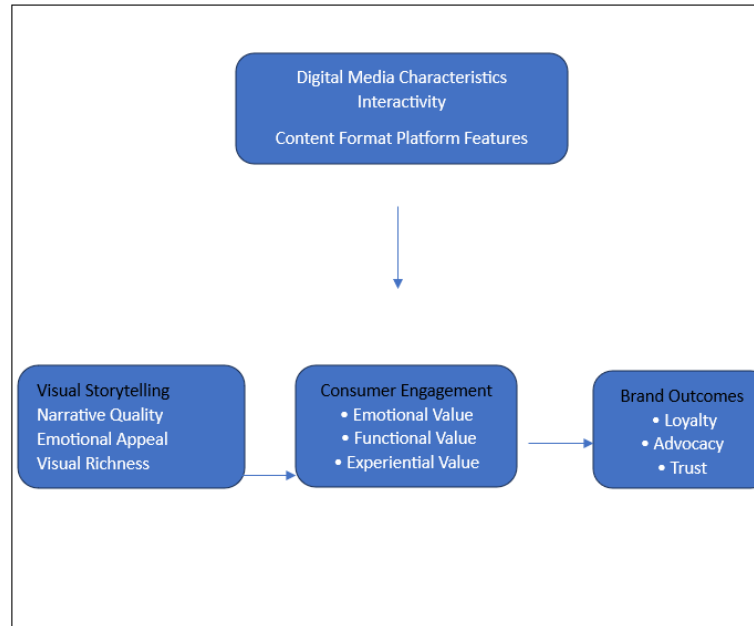 Digital Media Characteristics
Interactivity
Content Format Platform Features
Visual Storytelling
Narrative Quality
Emotional Appeal
Visual Richness
Consumer Engagement
• Emotional Value
• Functional Value
• Experiential Value
Brand Outcomes
• Loyalty
• Advocacy
• Trust